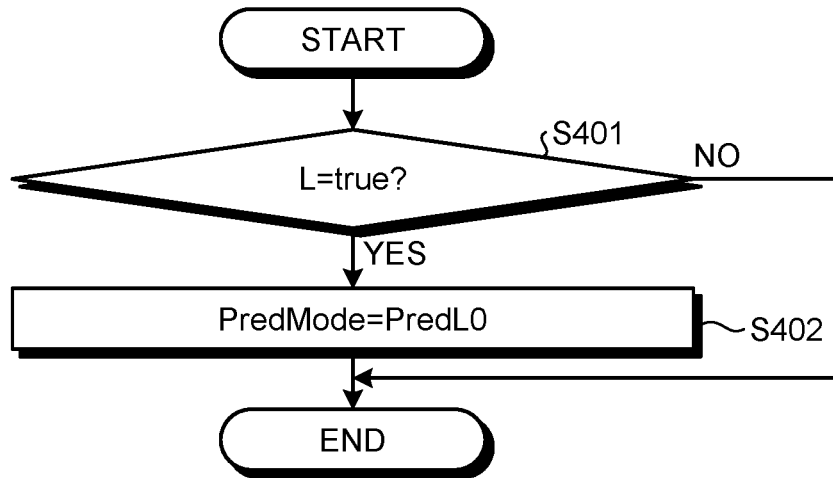 START
S401
L=true?
NO
YES
PredMode=PredL0
S402
END